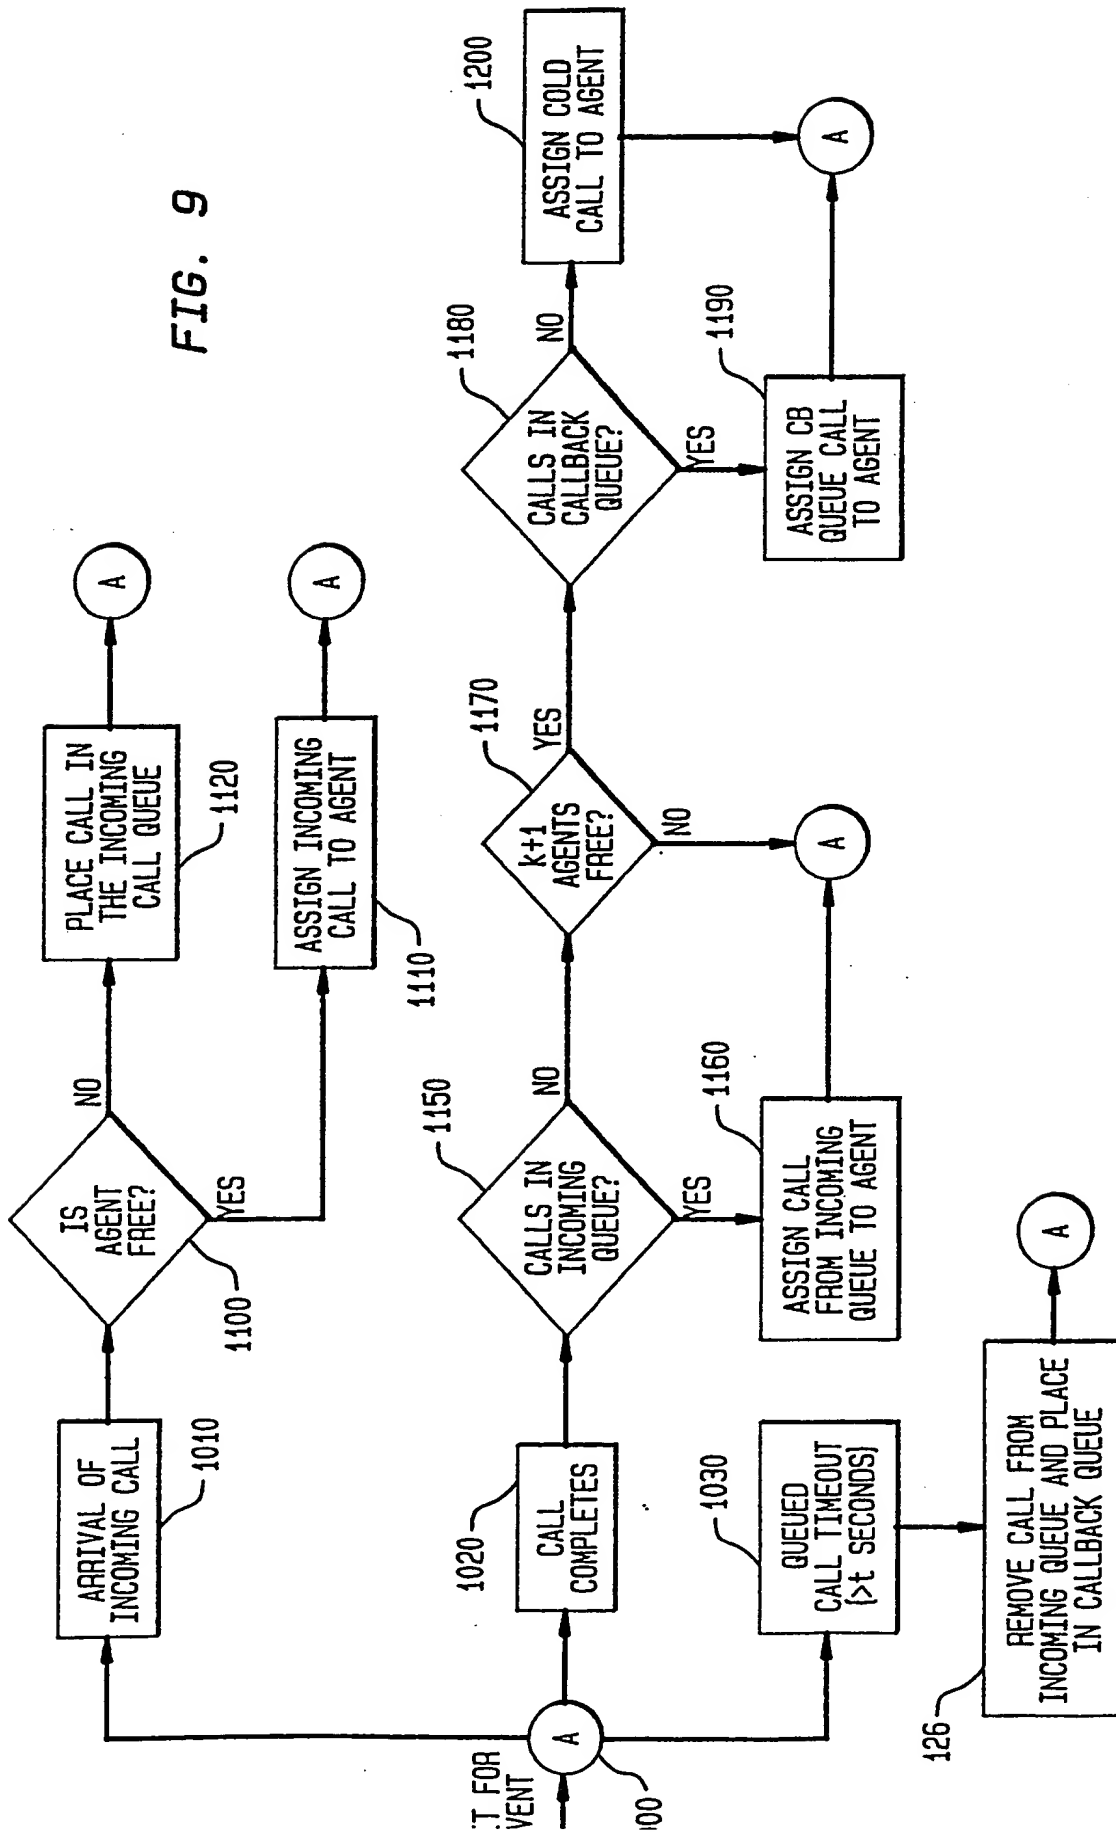 FIG. 9
ARRIVAL OF
INCOMING CALL
1010
IS
AGENT
FREE?
1100
NO
YES
PLACE CALL IN
THE INCOMING
CALL QUEUE
1120
A
ASSIGN INCOMING
CALL TO AGENT
1110
A
FOR
A
CALL
COMPLETES
1020
CALLS IN
INCOMING
QUEUE?
1150
NO
YES
ASSIGN CALL
FROM INCOMING
QUEUE TO AGENT
1160
k+1
AGENTS
FREE?
1170
YES
NO
A
CALLS IN
CALLBACK
QUEUE?
1180
NO
YES
ASSIGN CB
QUEUE CALL
TO AGENT
1190
ASSIGN COLD
CALL TO AGENT
1200
A
QUEUED
CALL TIMEOUT
(>t SECONDS)
1030
REMOVE CALL FROM
INCOMING QUEUE AND PLACE
IN CALLBACK QUEUE
126
A